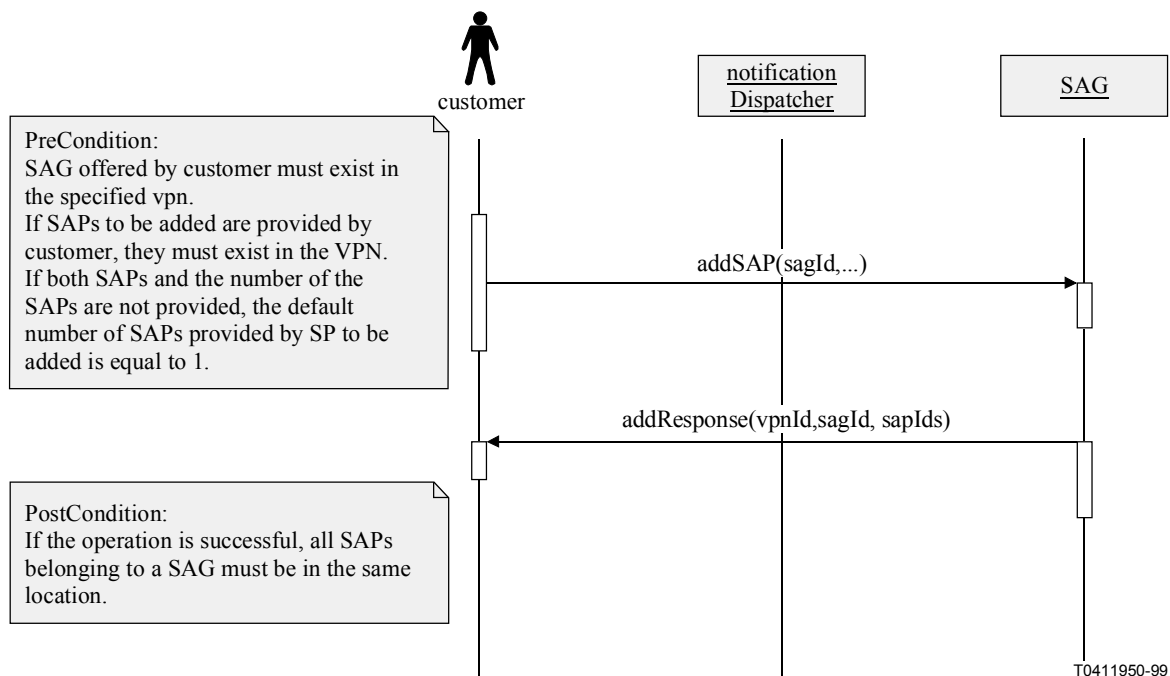 customer
notification
Dispatcher
SAG
PreCondition:
SAG offered by customer must exist in
the specified vpn.
If SAPs to be added are provided by
customer, they must exist in the VPN.
If both SAPs and the number of the
SAPs are not provided, the default
number of SAPs provided by SP to be
added is equal to 1.
addSAP(sagId,...)
addResponse(vpnId,sagId, sapIds)
PostCondition:
If the operation is successful, all SAPs
belonging to a SAG must be in the same
location.
T0411950-99